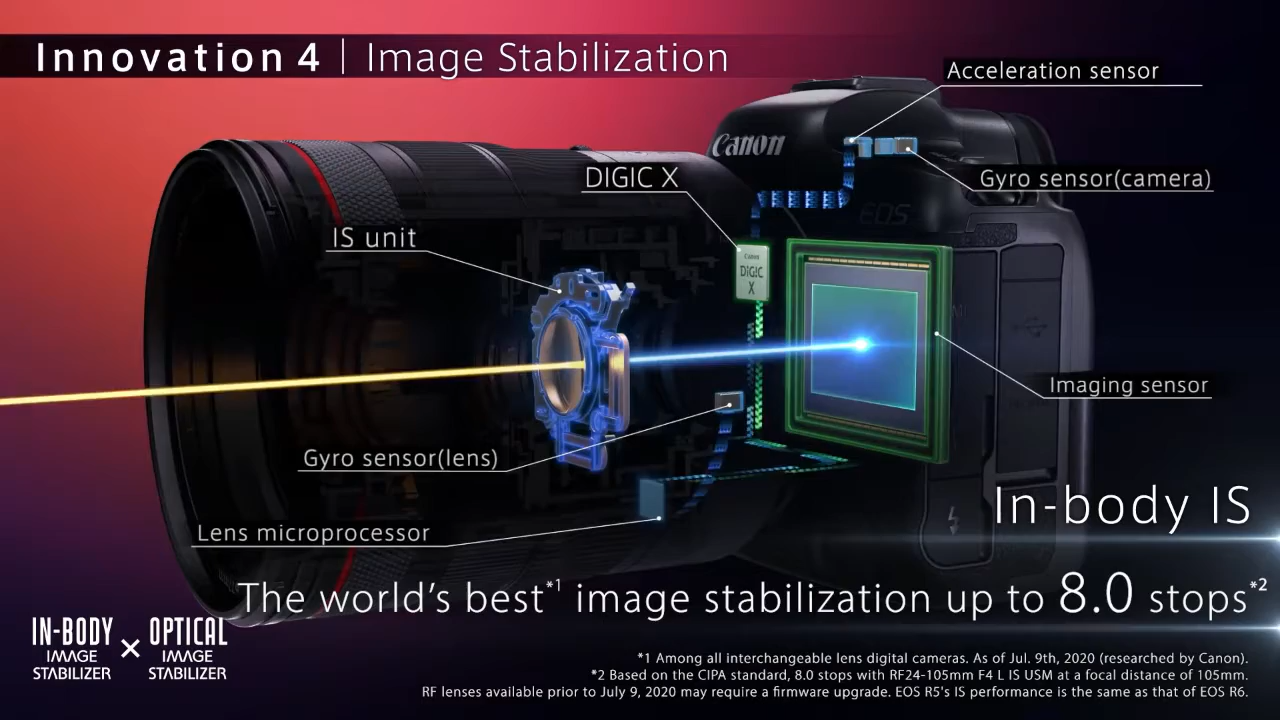 Innovation 4 | Image Stabilization
Acceleration sensor
Canon
DIGIC X
Gyro sensor(camera)
EOS
IS unit
Canon
DIGIC
X
Imaging sensor
Gyro sensor(lens)
In-body IS
Lens microprocessor
The world's best*1 image stabilization up to 8.0 stops*2
IN-BODY IMAGE STABILIZER × OPTICAL IMAGE STABILIZER
*1 Among all interchangeable lens digital cameras. As of Jul. 9th, 2020 (researched by Canon).
*2 Based on the CIPA standard, 8.0 stops with RF24-105mm F4 L IS USM at a focal distance of 105mm.
RF lenses available prior to July 9, 2020 may require a firmware upgrade. EOS R5's IS performance is the same as that of EOS R6.